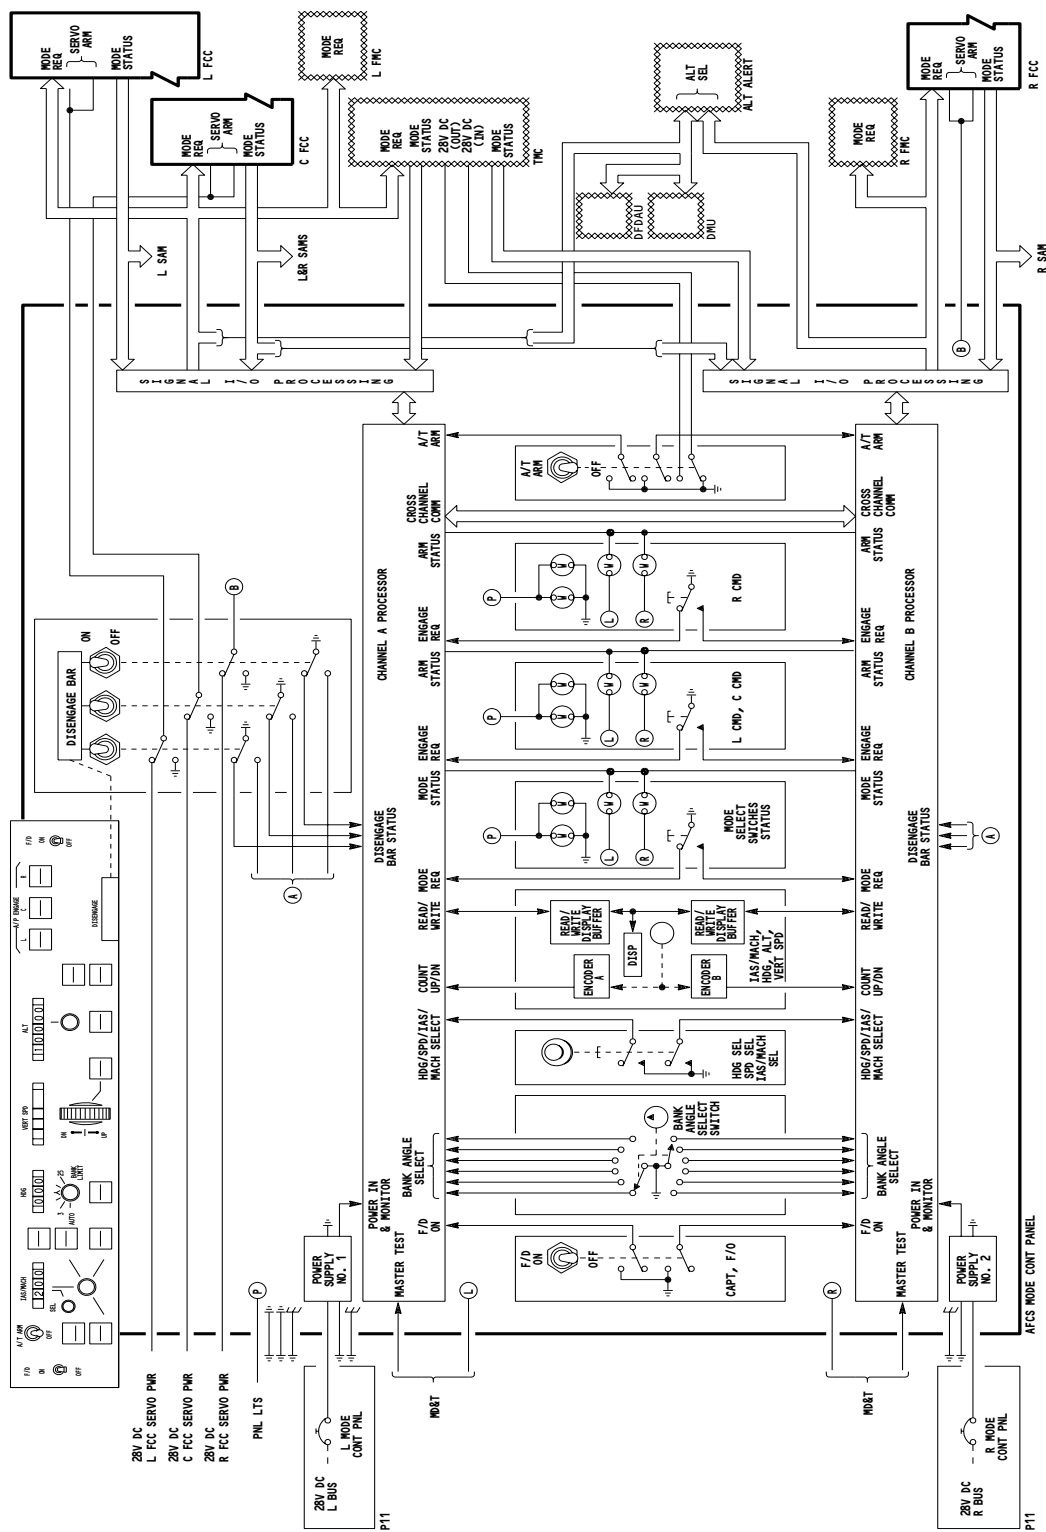 MODE
REQ
SERVO
ARM
MODE
STATUS
L FCC
MODE
REQ
SERVO
ARM
MODE
STATUS
C FCC
MODE
REQ
L FMC
MODE
REQ
MODE
STATUS
28V DC
(OUT)
28V DC
(IN)
MODE
STATUS
TMC
ALT
SEL
ALT ALERT
DFDAU
DMU
MODE
REQ
R FMC
MODE
REQ
SERVO
ARM
MODE
STATUS
R FCC
L SAM
L&R SAMS
R SAM
B
SIGNAL I/O PROCESSING
SIGNAL I/O PROCESSING
CHANNEL A PROCESSOR
A/T
ARM
CROSS
CHANNEL
COMM
ARM
STATUS
ENGAGE
REQ
ARM
STATUS
ENGAGE
REQ
MODE
STATUS
MODE
REQ
READ/
WRITE
COUNT
UP/DN
HDG/SPD/IAS/
MACH SELECT
BANK ANGLE
SELECT
F/D
ON
DISENGAGE
BAR STATUS
POWER IN
& MONITOR
MASTER TEST
A/T
ARM
OFF
P
W
W
W
W
L
R
R CMD
P
W
W
W
W
L
R
L CMD, C CMD
P
W
W
W
W
L
R
MODE
SELECT
SWICHES
STATUS
READ/
WRITE
DISPLAY
BUFFER
READ/
WRITE
DISPLAY
BUFFER
DISP
ENCODER
A
ENCODER
B
IAS/MACH,
HDG, ALT,
VERT SPD
HDG SEL
SPD SEL
IAS/MACH
SEL
BANK
ANGLE
SELECT
SWITCH
F/D
ON
OFF
CAPT, F/O
CHANNEL B PROCESSOR
A/T
ARM
CROSS
CHANNEL
COMM
ARM
STATUS
ENGAGE
REQ
ARM
STATUS
ENGAGE
REQ
MODE
STATUS
MODE
REQ
READ/
WRITE
COUNT
UP/DN
HDG/SPD/IAS/
MACH SELECT
BANK ANGLE
SELECT
F/D
ON
DISENGAGE
BAR STATUS
A
POWER IN
& MONITOR
MASTER TEST
DISENGAGE BAR
ON
OFF
B
A
F/D
ON
OFF
A/T ARM
OFF
IAS/MACH
200
SEL
HDG
000
3
AUTO
25
BANK
LIMIT
VERT SPD
DN
UP
ALT
10000
A/P ENGAGE
L
C
R
DISENGAGE
F/D
ON
OFF
28V DC
L FCC SERVO PWR
28V DC
C FCC SERVO PWR
28V DC
R FCC SERVO PWR
PNL LTS
P
POWER
SUPPLY
NO. 1
28V DC
L BUS
L MODE
CONT PNL
P11
MD&T
L
R
MD&T
POWER
SUPPLY
NO. 2
28V DC
R BUS
R MODE
CONT PNL
P11
AFCS MODE CONT PANEL